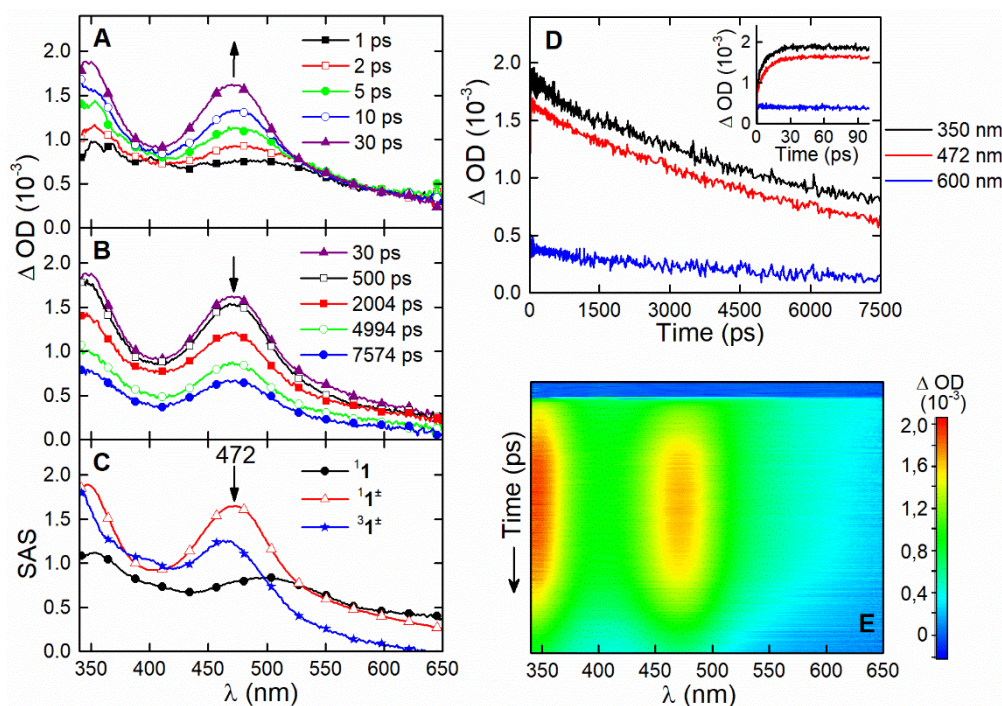 A
1 ps
2 ps
5 ps
10 ps
30 ps
2.0
1.5
1.0
0.5
0.0
B
30 ps
500 ps
2004 ps
4994 ps
7574 ps
2.0
1.5
1.0
0.5
0.0
Δ OD (10⁻³)
C
472
¹1
¹1±
³1±
2.0
1.5
1.0
0.5
0.0
SAS
350 400 450 500 550 600 650
λ (nm)
D
2.0
1.5
1.0
0.5
0.0
Δ OD (10⁻³)
0 1500 3000 4500 6000 7500
Time (ps)
2
1
0
Δ OD (10⁻³)
0 30 60 90
Time (ps)
350 nm
472 nm
600 nm
Time (ps)
E
350 400 450 500 550 600 650
λ (nm)
Δ OD
(10⁻³)
2,0
1,6
1,2
0,8
0,4
0